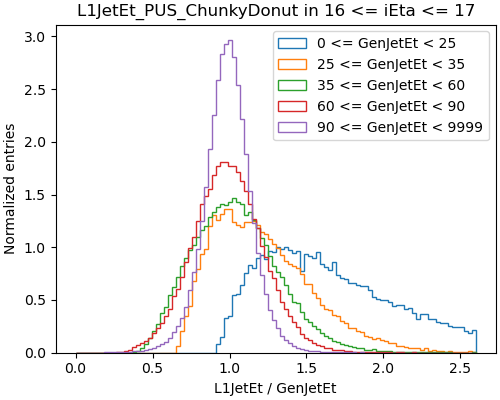 L1JetEt_PUS_ChunkyDonut in 16 <= iEta <= 17
3.0
2.5
2.0
1.5
1.0
0.5
0.0
Normalized entries
0 <= GenJetEt < 25
25 <= GenJetEt < 35
35 <= GenJetEt < 60
60 <= GenJetEt < 90
90 <= GenJetEt < 9999
0.0 0.5 1.0 1.5 2.0 2.5
L1JetEt / GenJetEt